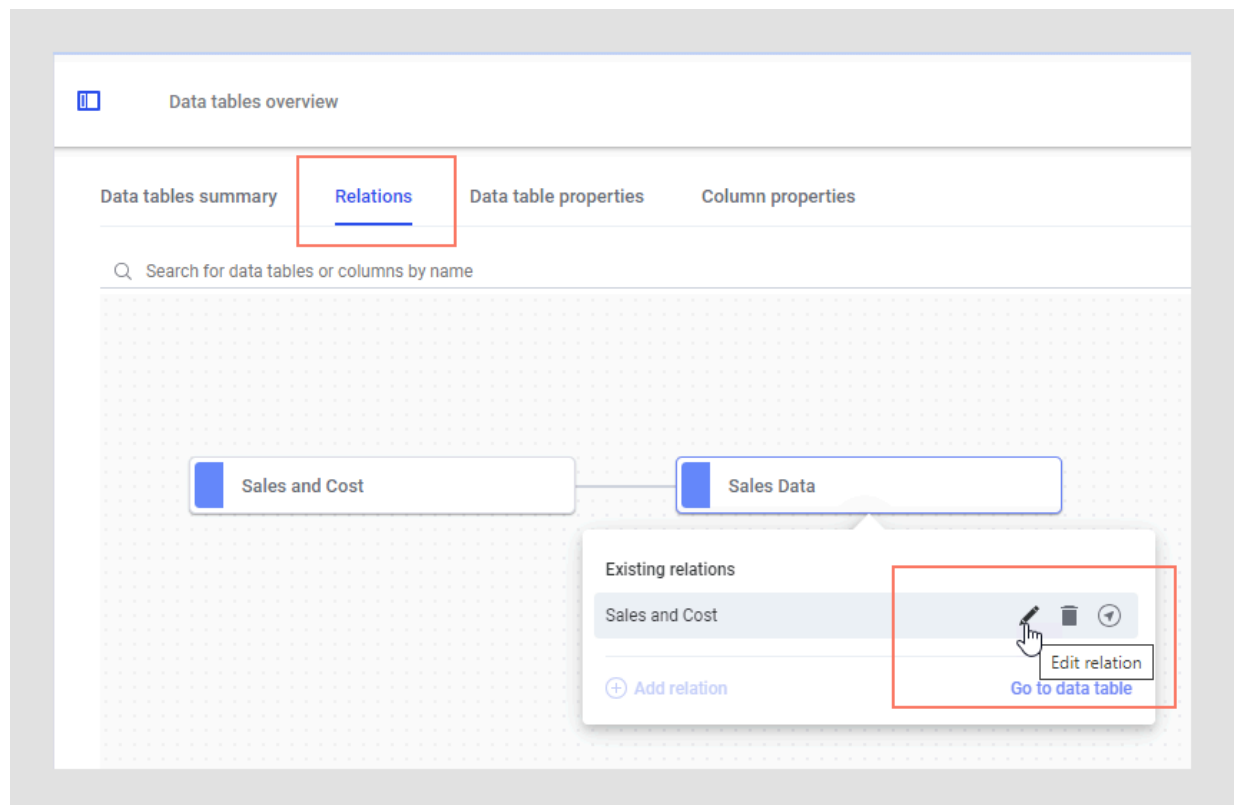 Data tables overview
Data tables summary Relations Data table properties Column properties
Search for data tables or columns by name
Sales and Cost Sales Data
Existing relations
Sales and Cost
Edit relation
Add relation Go to data table